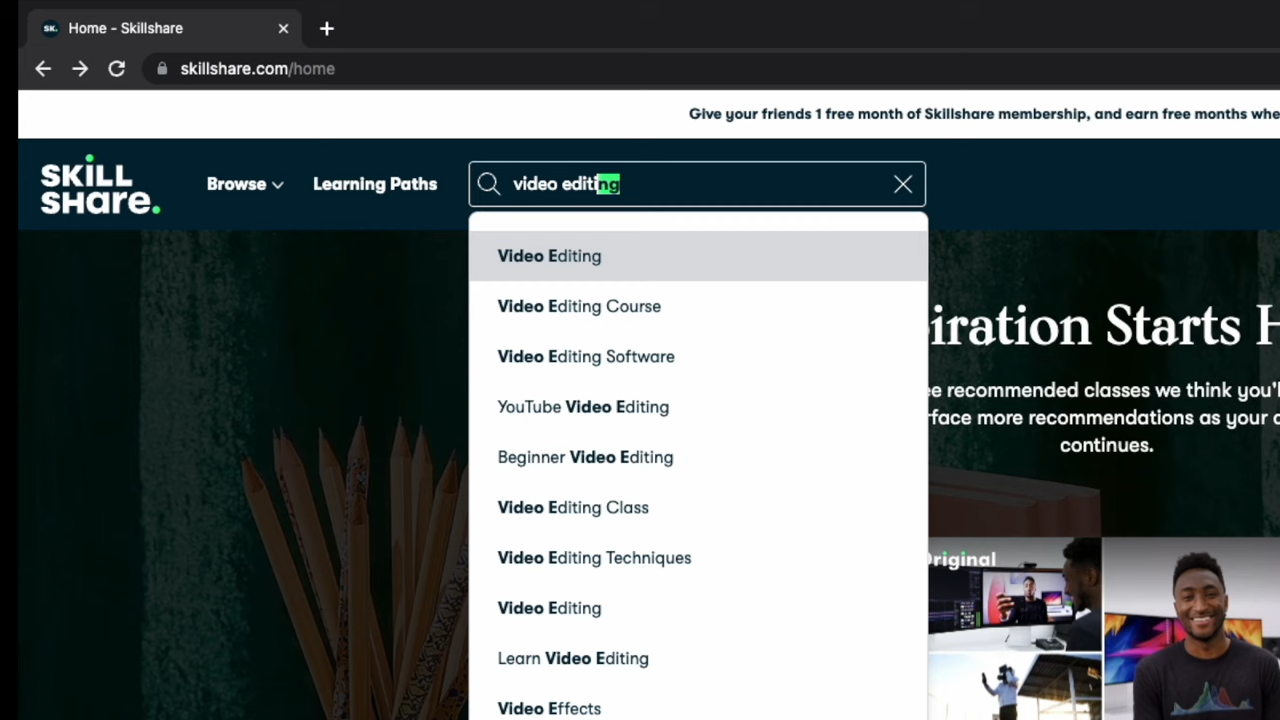 SK.
Home - Skillshare
skillshare.com/home
Give your friends 1 free month of Skillshare membership, and earn free months whe
SKILL
SHARE.
Browse
Learning Paths
video editing
Video Editing
Video Editing Course
Video Editing Software
YouTube Video Editing
Beginner Video Editing
Video Editing Class
Video Editing Techniques
Video Editing
Learn Video Editing
Video Effects
piration Starts H
ee recommended classes we think you'l
rface more recommendations as your
continues.
Original